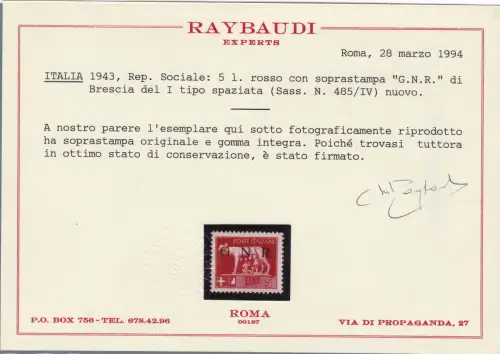 RAYBAUDI
EXPERTS
Roma, 28 marzo 1994
ITALIA 1943, Rep. Sociale: 5 l. rosso con soprastampa "G.N.R." di
Brescia del I tipo spaziata (Sass. N. 485/IV) nuovo.
A nostro parere l'esemplare qui sotto fotograficamente riprodotto
ha soprastampa originale e gomma integra. Poiché trovasi tuttora
in ottimo stato di conservazione, è stato firmato.
POSTE ITALIANE
G. N. R
LIRE 5
P.O. BOX 756 - TEL. 678.42.96
ROMA
00187
VIA DI PROPAGANDA, 27